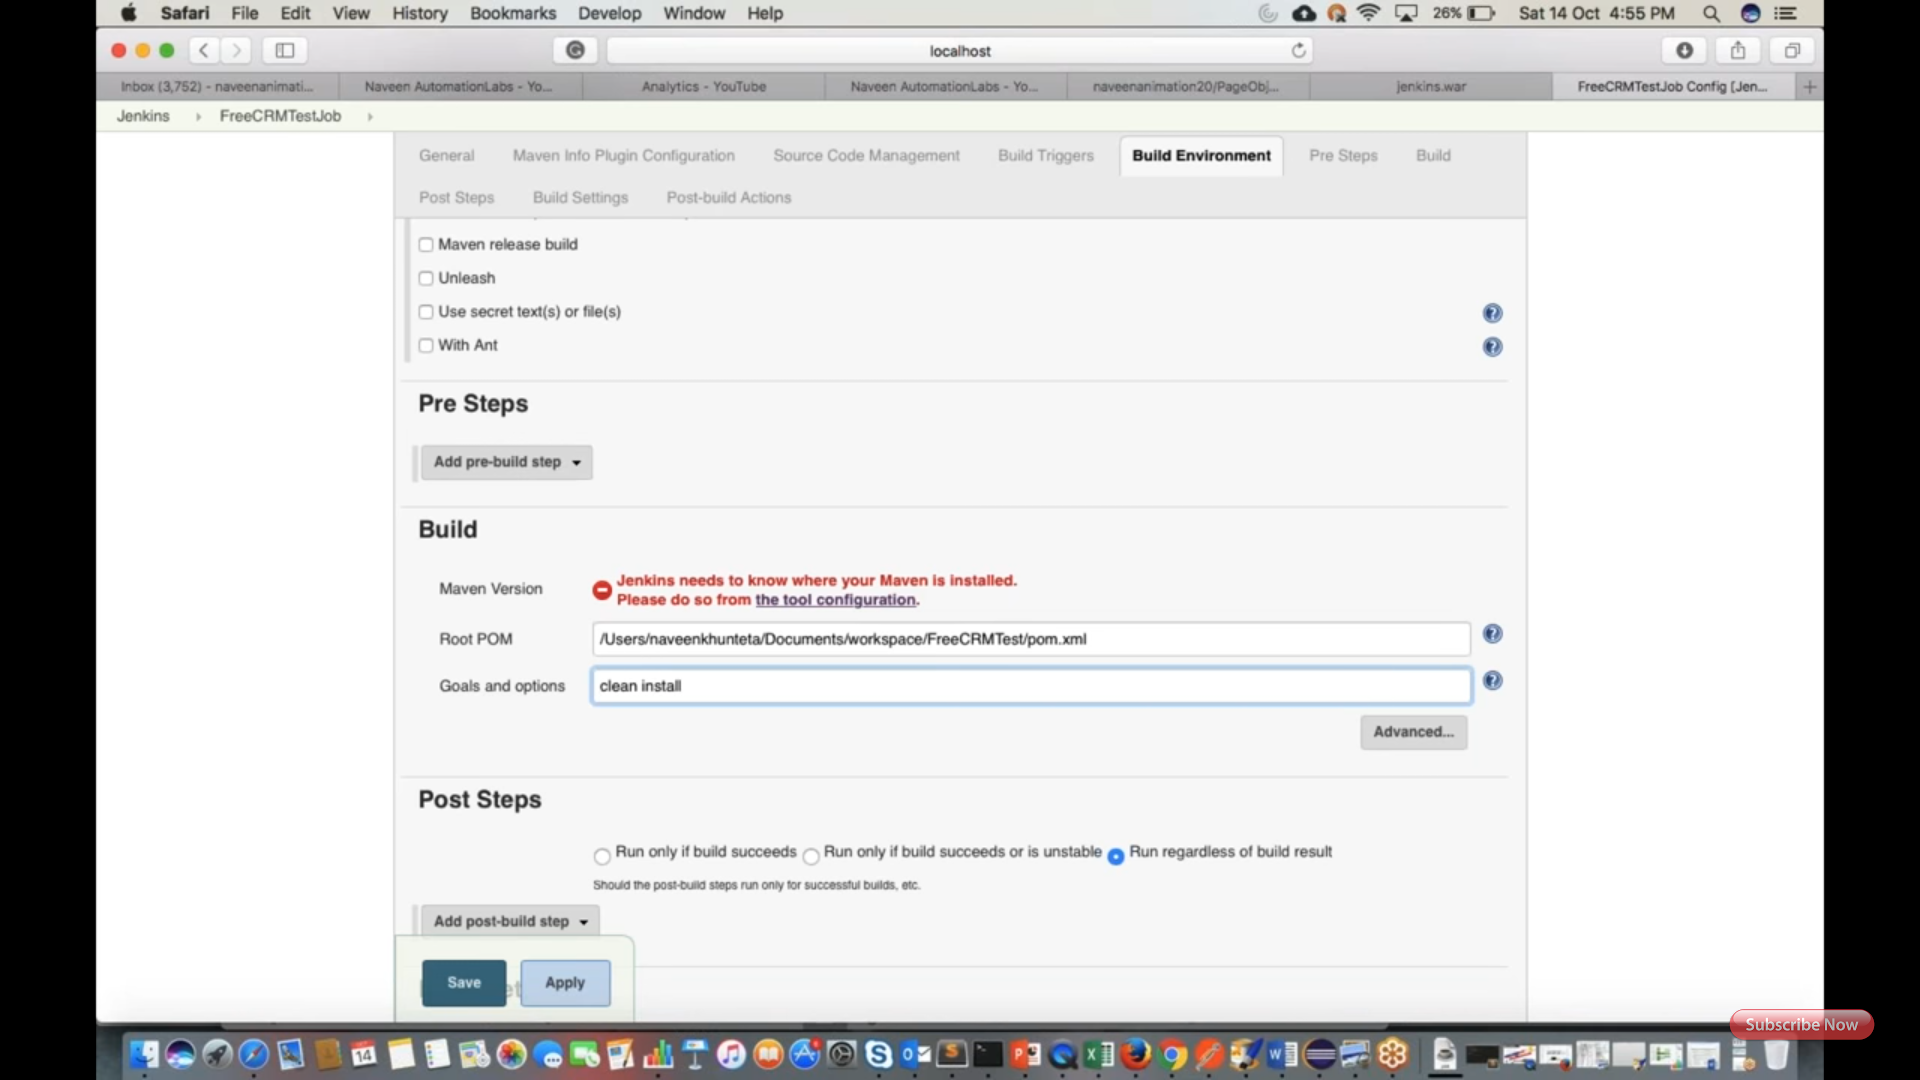 Safari File Edit View History Bookmarks Develop Window Help 26% Sat 14 Oct 4:55 PM
localhost
Inbox (3,752) - naveenanimati... Naveen AutomationLabs - Yo... Analytics - YouTube Naveen AutomationLabs - Yo... naveenanimation20/PageObj... jenkins.war FreeCRMTestJob Config [Jen...
Jenkins FreeCRMTestJob
General Maven Info Plugin Configuration Source Code Management Build Triggers Build Environment Pre Steps Build
Post Steps Build Settings Post-build Actions
Maven release build
Unleash
Use secret text(s) or file(s)
With Ant
Pre Steps
Add pre-build step
Build
Maven Version
Jenkins needs to know where your Maven is installed.
Please do so from the tool configuration.
Root POM /Users/naveenkhunteta/Documents/workspace/FreeCRMTest/pom.xml
Goals and options clean install
Advanced...
Post Steps
Run only if build succeeds Run only if build succeeds or is unstable Run regardless of build result
Should the post-build steps run only for successful builds, etc.
Add post-build step
Save Apply
Subscribe Now
14